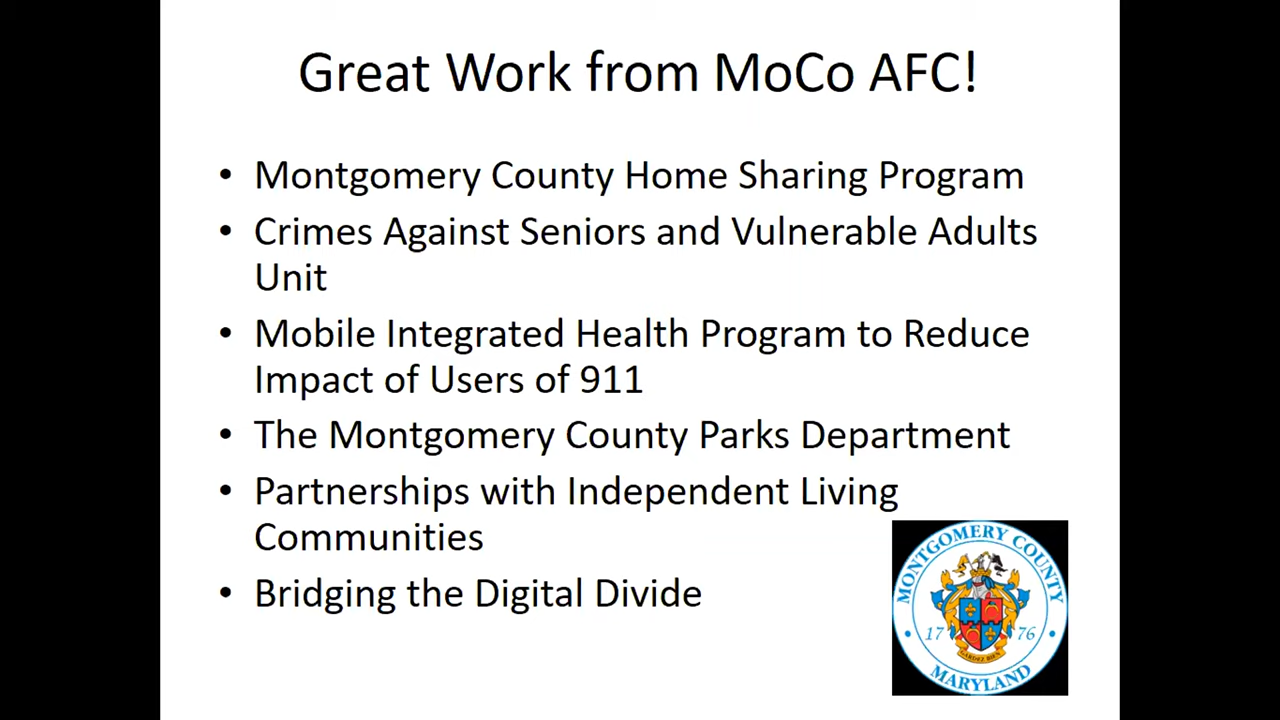 Great Work from MoCo AFC!
• Montgomery County Home Sharing Program
• Crimes Against Seniors and Vulnerable Adults
Unit
• Mobile Integrated Health Program to Reduce
Impact of Users of 911
• The Montgomery County Parks Department
• Partnerships with Independent Living
Communities
• Bridging the Digital Divide
MONTGOMERY COUNTY
17 76
GARDEZ BIEN
MARYLAND